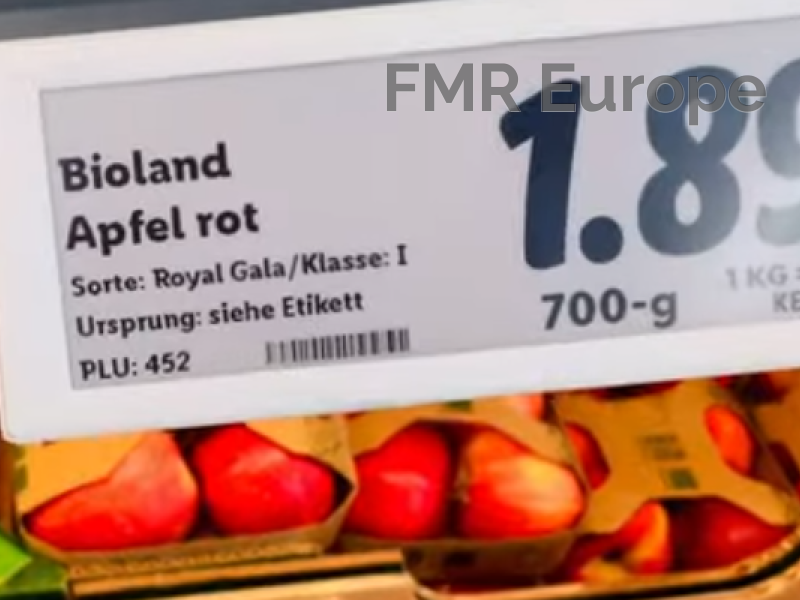 FMR Europe
Bioland
Apfel rot
Sorte: Royal Gala/Klasse: I
Ursprung: siehe Etikett
PLU: 452
1.89
700-g
1 KG